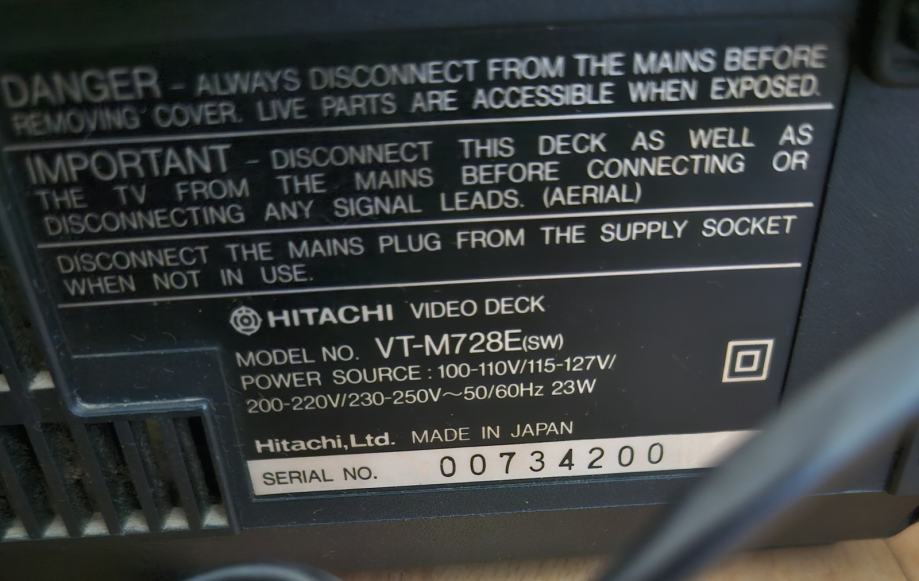 DANGER - ALWAYS DISCONNECT FROM THE MAINS BEFORE
REMOVING COVER. LIVE PARTS ARE ACCESSIBLE WHEN EXPOSED.
IMPORTANT - DISCONNECT THIS DECK AS WELL AS
THE TV FROM THE MAINS BEFORE CONNECTING OR
DISCONNECTING ANY SIGNAL LEADS. (AERIAL)
DISCONNECT THE MAINS PLUG FROM THE SUPPLY SOCKET
WHEN NOT IN USE.
HITACHI VIDEO DECK
MODEL NO. VT-M728E(SW)
POWER SOURCE : 100-110V/115-127V/
200-220V/230-250V～50/60Hz 23W
Hitachi,Ltd. MADE IN JAPAN
SERIAL NO. 00734200